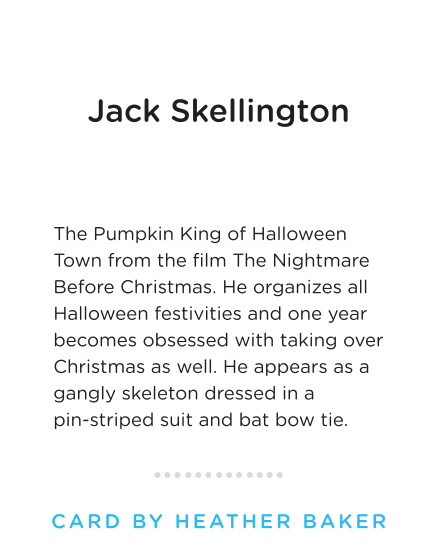 Jack Skellington
The Pumpkin King of Halloween
Town from the film The Nightmare
Before Christmas. He organizes all
Halloween festivities and one year
becomes obsessed with taking over
Christmas as well. He appears as a
gangly skeleton dressed in a
pin-striped suit and bat bow tie.
CARD BY HEATHER BAKER